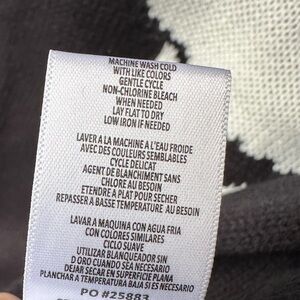 MACHINE WASH COLD
WITH LIKE COLORS
GENTLE CYCLE
NON-CHLORINE BLEACH
WHEN NEEDED
LAY FLAT TO DRY
LOW IRON IF NEEDED
LAVER A LA MACHINE A L'EAU FROIDE
AVEC DES COULEURS SEMBLABLES
CYCLE DELICAT
AGENT DE BLANCHIMENT SANS
CHLORE AU BESOIN
ETENDRE A PLAT POUR SECHER
REPASSER A BASSE TEMPERATURE AU BESOIN
LAVAR A MAQUINA CON AGUA FRIA
CON COLORES SIMILARES
CICLO SUAVE
UTILIZAR BLANQUEADOR SIN
D ORO CUANDO SEA NECESARIO
DEJAR SECAR EN SUPERFICIE PLANA
PLANCHAR A TEMPERATURA BAJA SI ES NECESARIO
PO #25883